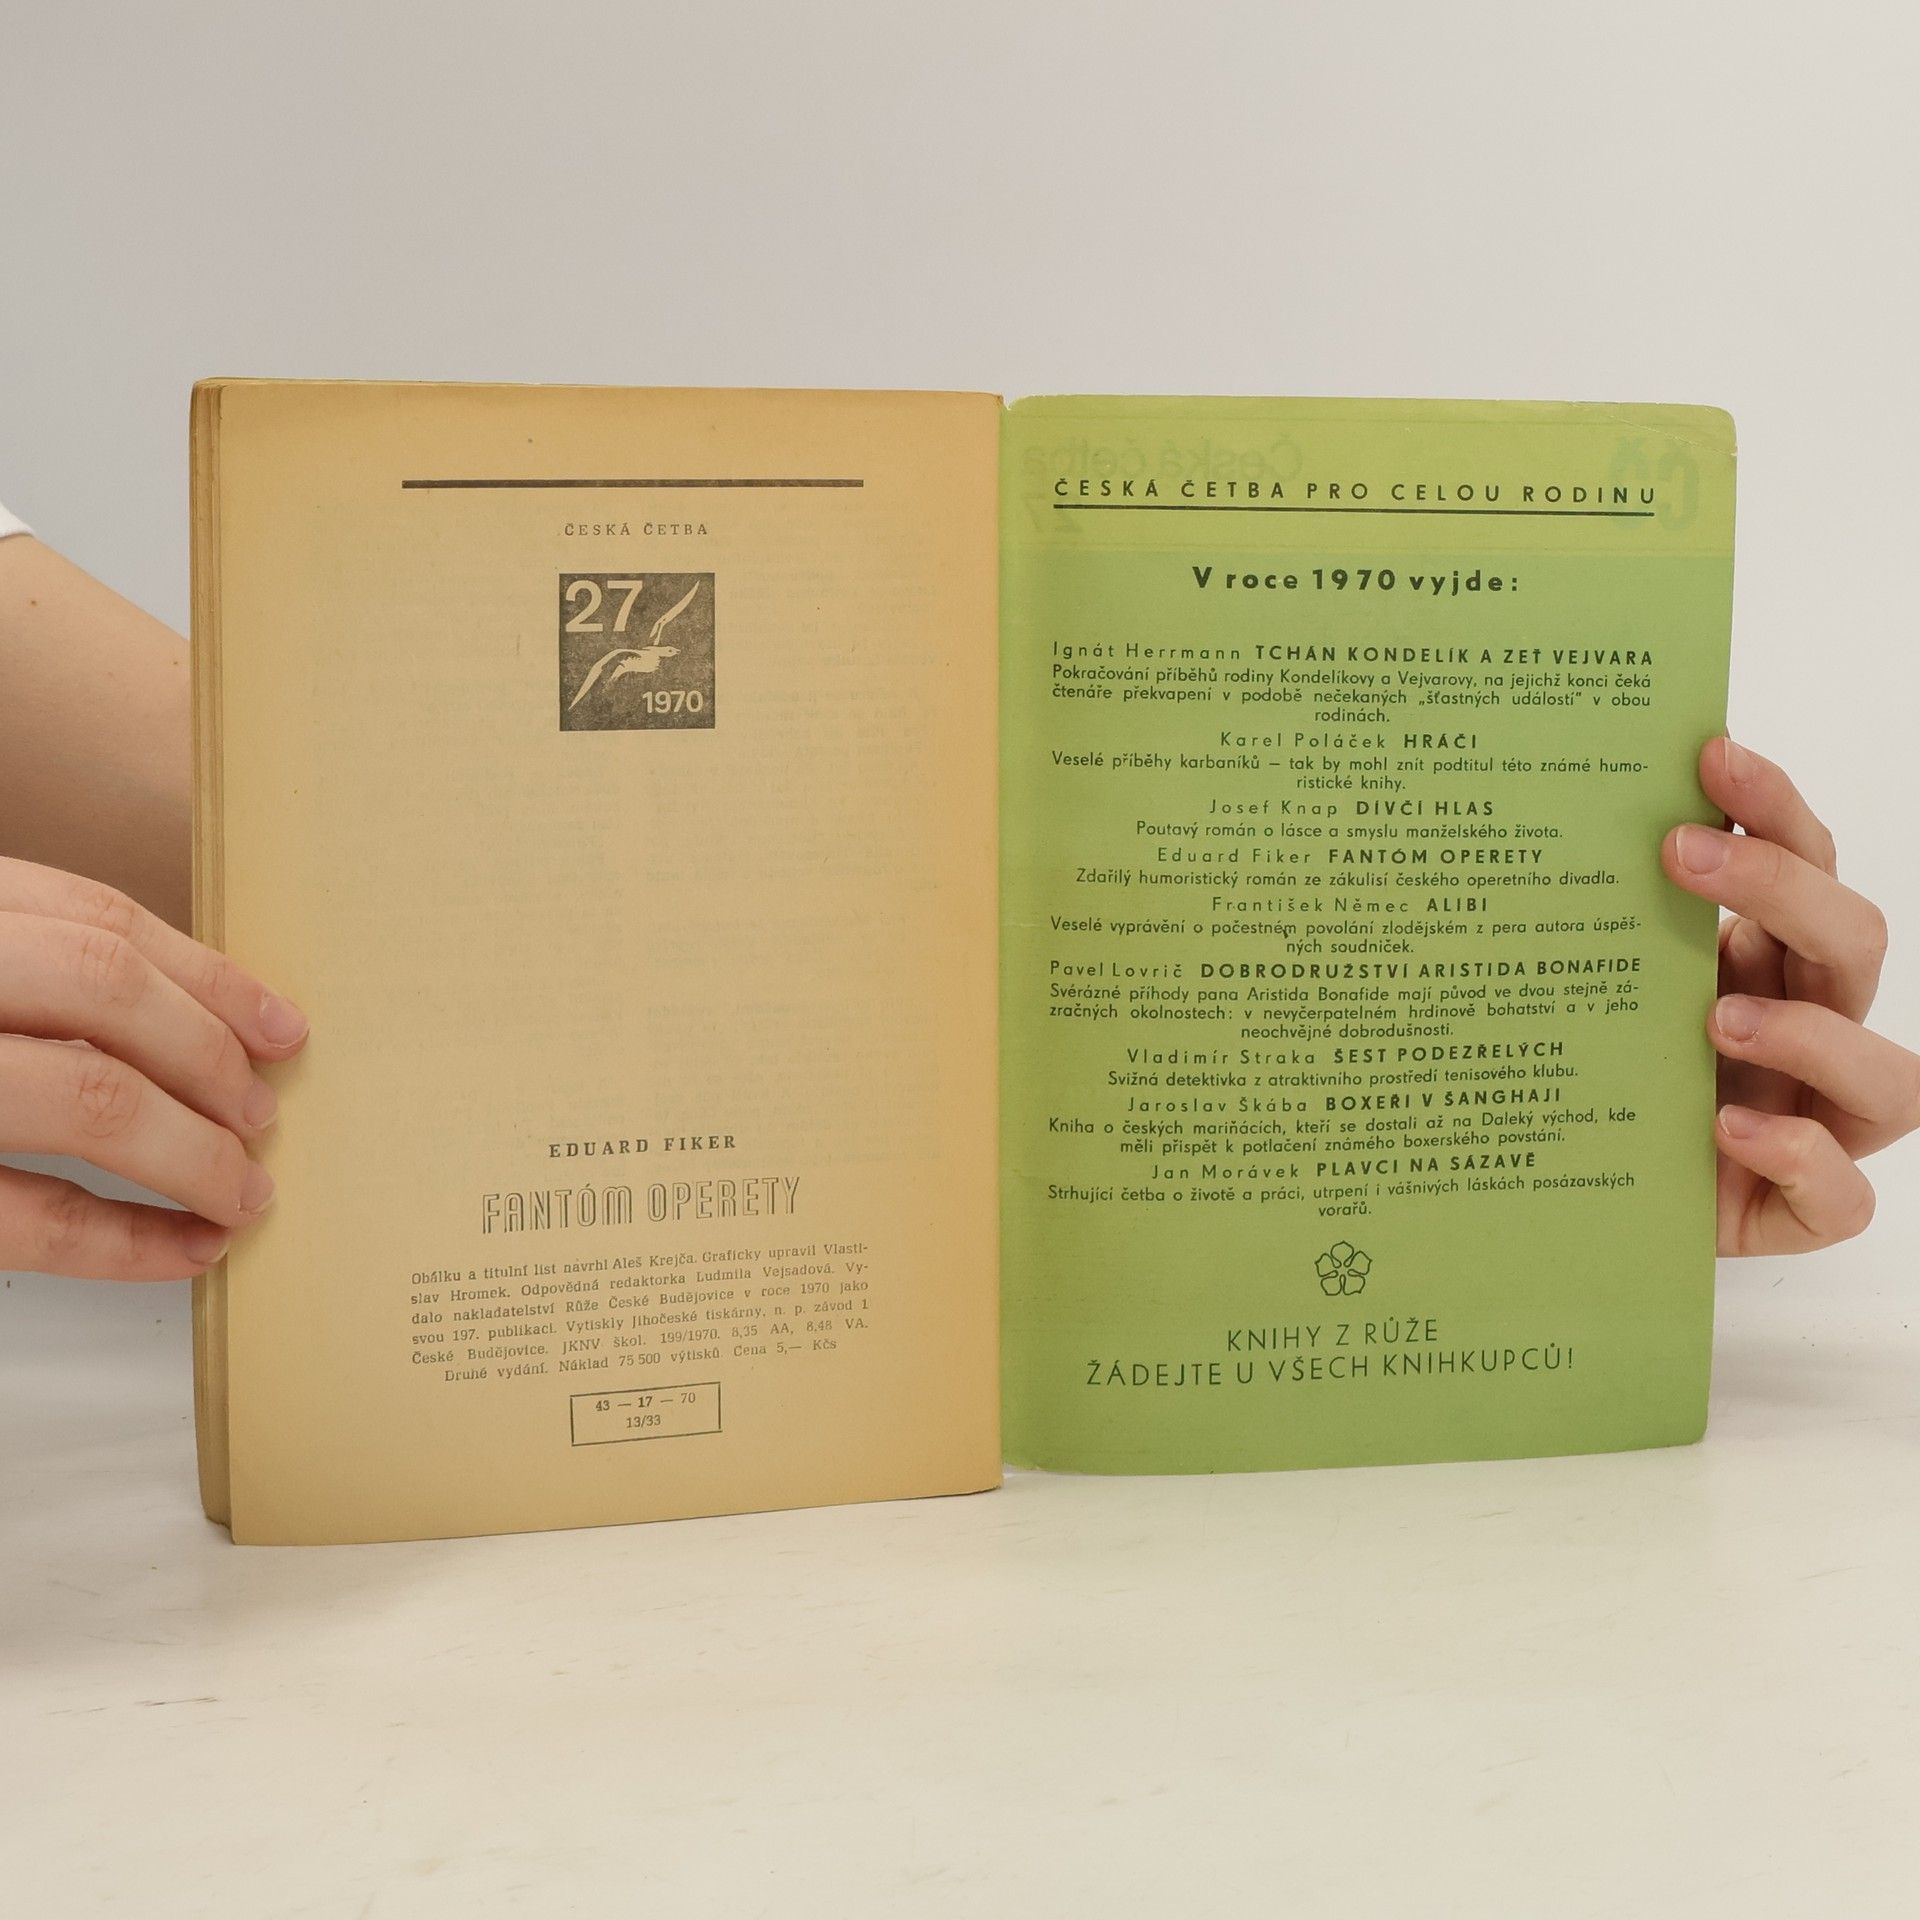 ČESKÁ ČETBA
27
1970
EDUARD FIKER
FANTÓM OPERETY
Obálku a titulní list navrhl Aleš Krejča. Graficky upravil Vlasti-
slav Hromek. Odpovědná redaktorka Ludmila Vejsadová. Vy-
dalo nakladatelství Růže České Budějovice v roce 1970 jako
svou 197. publikaci. Vytiskly Jihočeské tiskárny, n. p. závod 1
České Budějovice. JKNV škol. 199/1970. 8,35 AA, 8,48 VA.
Druhé vydání. Náklad 75 500 výtisků. Cena 5,— Kčs
43 — 17 — 70
13/33
ČESKÁ ČETBA PRO CELOU RODINU
V roce 1970 vyjde:
Ignát Herrmann TCHÁN KONDELÍK A ZEŤ VEJVARA
Pokračování příběhů rodiny Kondelíkovy a Vejvarovy, na jejichž konci čeká
čtenáře překvapení v podobě nečekaných „šťastných událostí" v obou
rodinách.
Karel Poláček HRÁČI
Veselé příběhy karbaníků – tak by mohl znít podtitul této známé humo-
ristické knihy.
Josef Knap DÍVČÍ HLAS
Poutavý román o lásce a smyslu manželského života.
Eduard Fiker FANTÓM OPERETY
Zdařilý humoristický román ze zákulisí českého operetního divadla.
František Němec ALIBI
Veselé vyprávění o počestném povolání zlodějském z pera autora úspěš-
ných soudniček.
Pavel Lovrič DOBRODRUŽSTVÍ ARISTIDA BONAFIDE
Svérázné příhody pana Aristida Bonafide mají původ ve dvou stejně zá-
zračných okolnostech: v nevyčerpatelném hrdinově bohatství a v jeho
neochvějné dobrodušnosti.
Vladimír Straka ŠEST PODEZŘELÝCH
Svižná detektivka z atraktivního prostředí tenisového klubu.
Jaroslav Škába BOXEŘI V ŠANGHAJI
Kniha o českých mariňácích, kteří se dostali až na Daleký východ, kde
měli přispět k potlačení známého boxerského povstání.
Jan Morávek PLAVCI NA SÁZAVĚ
Strhující četba o životě a práci, utrpení i vášnivých láskách posázavských
vorařů.
KNIHY Z RŮŽE
ŽÁDEJTE U VŠECH KNIHKUPCŮ!